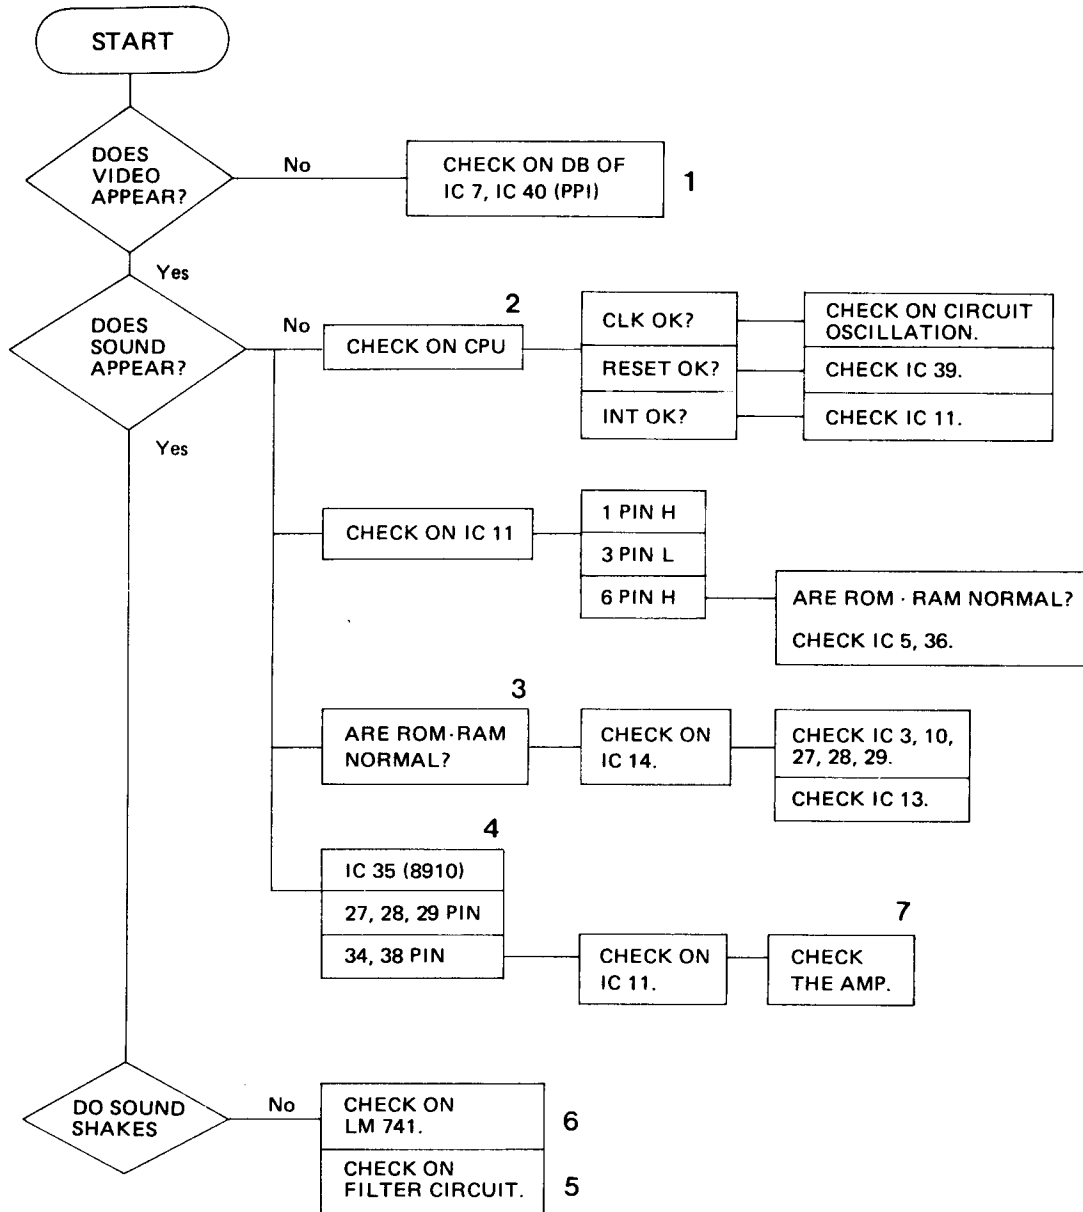 START
DOES
VIDEO
APPEAR?
No
CHECK ON DB OF
IC 7, IC 40 (PPI)
1
Yes
DOES
SOUND
APPEAR?
No
2
CHECK ON CPU
CLK OK?
CHECK ON CIRCUIT
OSCILLATION.
RESET OK?
CHECK IC 39.
INT OK?
CHECK IC 11.
Yes
CHECK ON IC 11
1 PIN H
3 PIN L
6 PIN H
ARE ROM · RAM NORMAL?
CHECK IC 5, 36.
3
ARE ROM·RAM
NORMAL?
CHECK ON
IC 14.
CHECK IC 3, 10,
27, 28, 29.
CHECK IC 13.
4
IC 35 (8910)
27, 28, 29 PIN
34, 38 PIN
CHECK ON
IC 11.
7
CHECK
THE AMP.
DO SOUND
SHAKES
No
CHECK ON
LM 741.
6
CHECK ON
FILTER CIRCUIT.
5